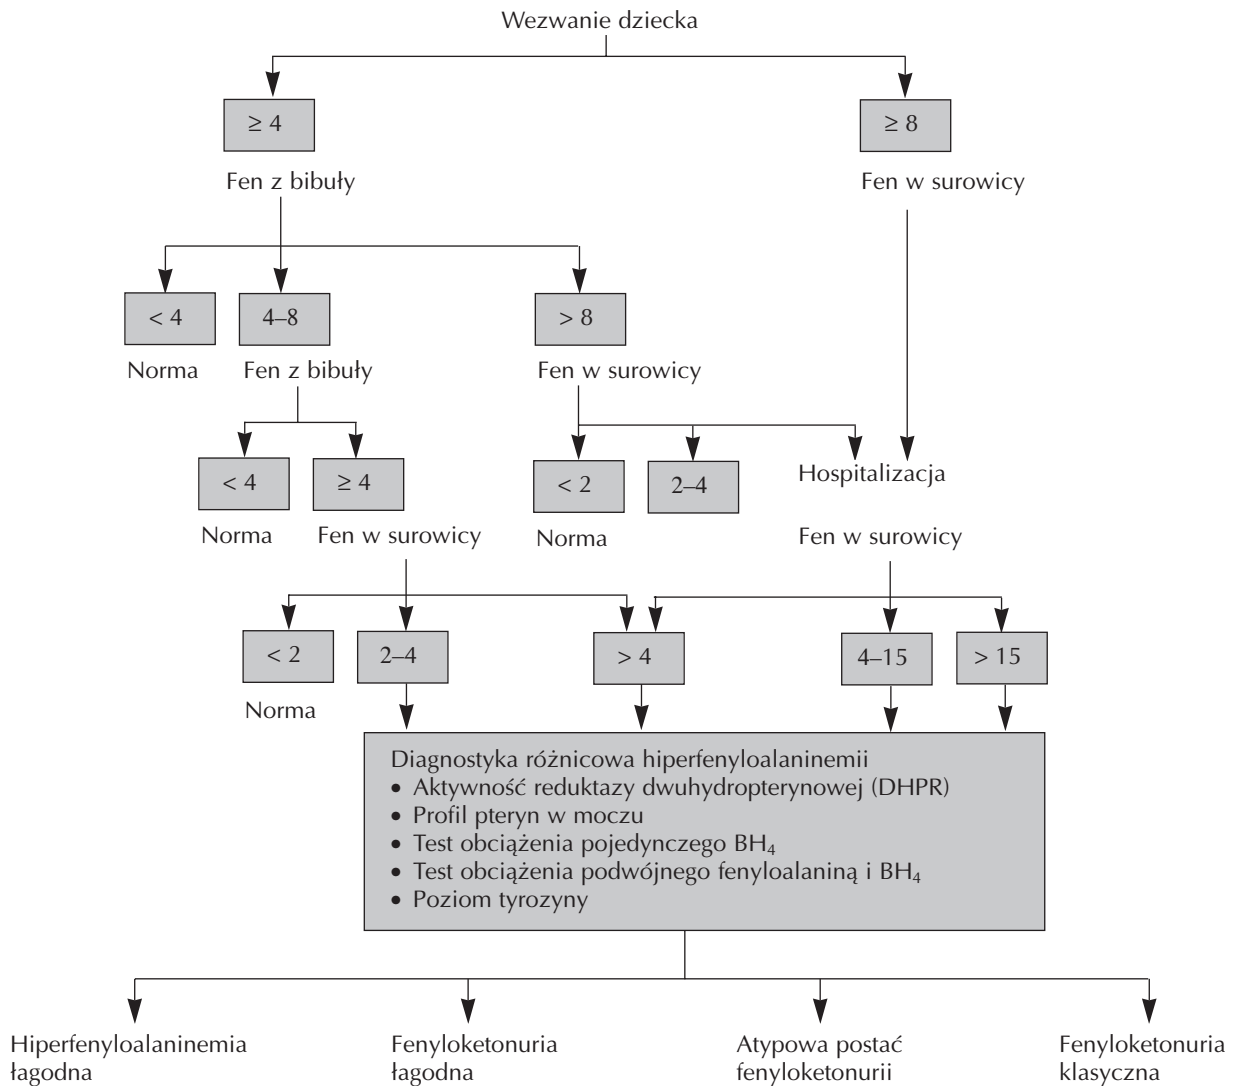 Wezwanie dziecka
≥ 4
≥ 8
Fen z bibuły
Fen w surowicy
< 4
4–8
> 8
Norma
Fen z bibuły
Fen w surowicy
< 4
≥ 4
< 2
2–4
Hospitalizacja
Norma
Fen w surowicy
Norma
Fen w surowicy
< 2
2–4
> 4
4–15
> 15
Norma
Diagnostyka różnicowa hiperfenyloalaninemii
• Aktywność reduktazy dwuhydropterynowej (DHPR)
• Profil pteryn w moczu
• Test obciążenia pojedynczego BH₄
• Test obciążenia podwójnego fenyloalaniną i BH₄
• Poziom tyrozyny
Hiperfenyloalaninemia
łagodna
Fenyloketonuria
łagodna
Atypowa postać
fenyloketonurii
Fenyloketonuria
klasyczna